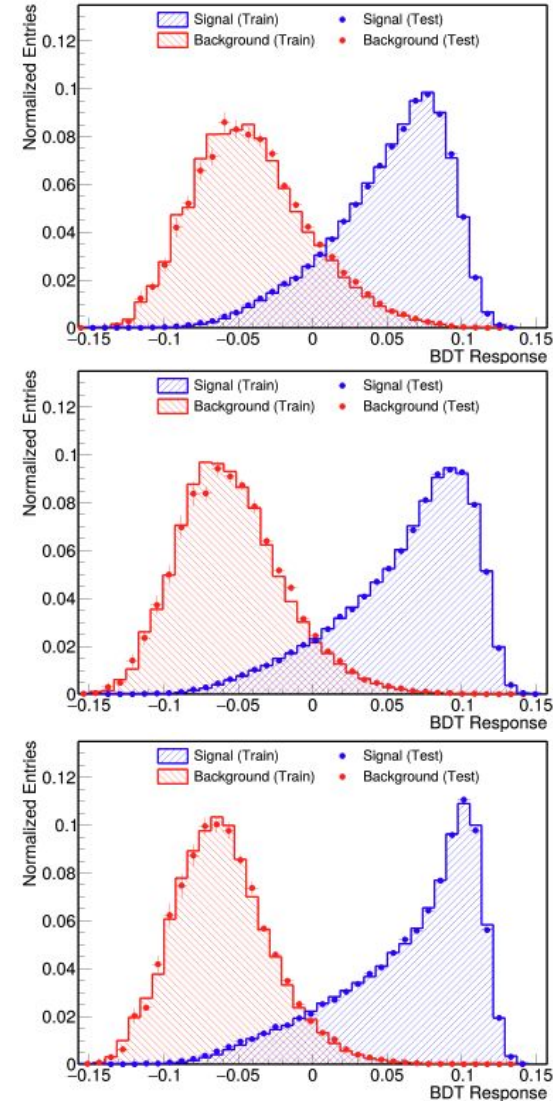 Signal (Train) Signal (Test)
Background (Train) Background (Test)
Normalized Entries
0.12
0.1
0.08
0.06
0.04
0.02
0
−0.15 −0.1 −0.05 0 0.05 0.1 0.15
BDT Response
Signal (Train) Signal (Test)
Background (Train) Background (Test)
Normalized Entries
0.12
0.1
0.08
0.06
0.04
0.02
0
−0.15 −0.1 −0.05 0 0.05 0.1 0.15
BDT Response
Signal (Train) Signal (Test)
Background (Train) Background (Test)
Normalized Entries
0.12
0.1
0.08
0.06
0.04
0.02
0
−0.15 −0.1 −0.05 0 0.05 0.1 0.15
BDT Response